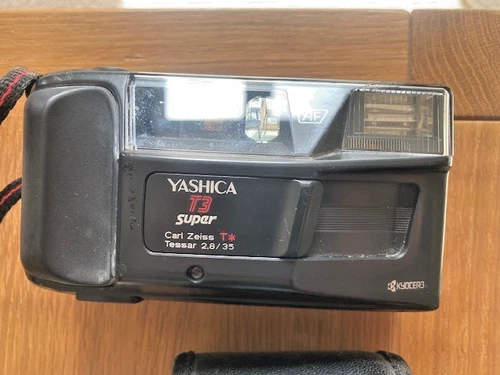 AF
YASHICA
T3
super
Carl Zeiss T*
Tessar 2,8/35
KYOCERA